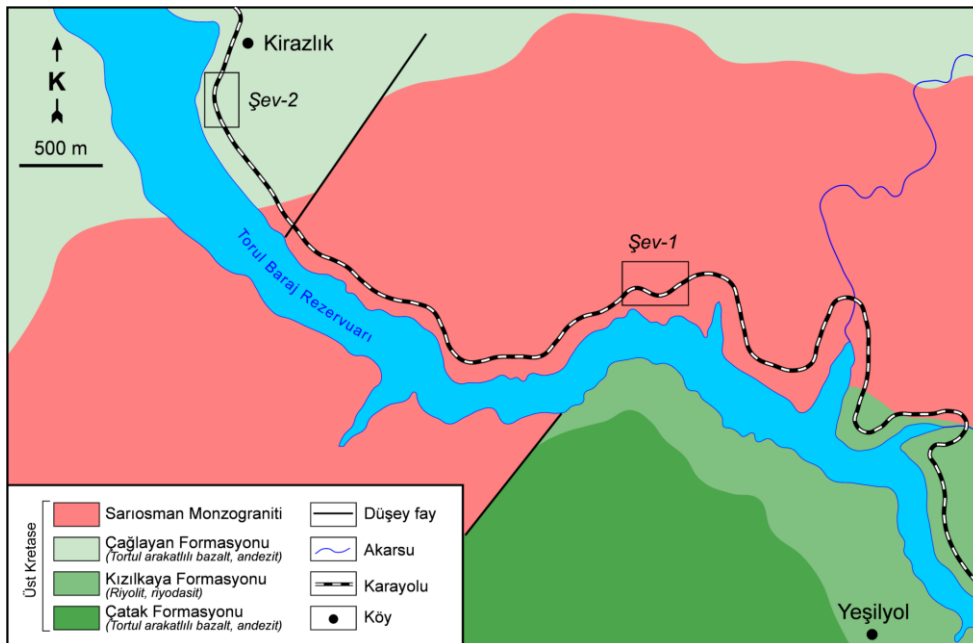 Kirazlık
K
Şev-2
500 m
Şev-1
Torul Baraj Rezervuarı
Üst Kretase
Sarıosman Monzograniti
Çağlayan Formasyonu
(Tortul arakatlılı bazalt, andezit)
Kızılkaya Formasyonu
(Riyolit, riyodasit)
Çatak Formasyonu
(Tortul arakatlılı bazalt, andezit)
Düşey fay
Akarsu
Karayolu
Köy
Yeşilyol